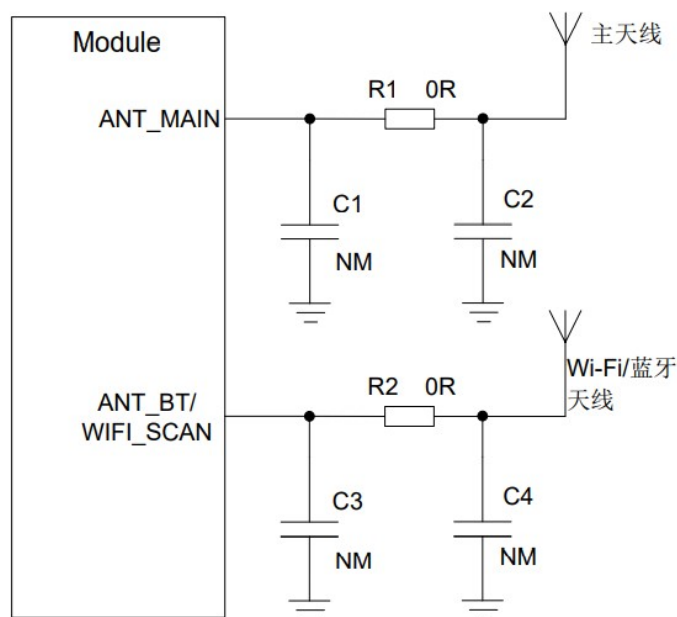 Module
主天线
R1 0R
ANT_MAIN
C1
C2
NM
NM
Wi-Fi/蓝牙
天线
R2 0R
ANT_BT/
WIFI_SCAN
C3
C4
NM
NM